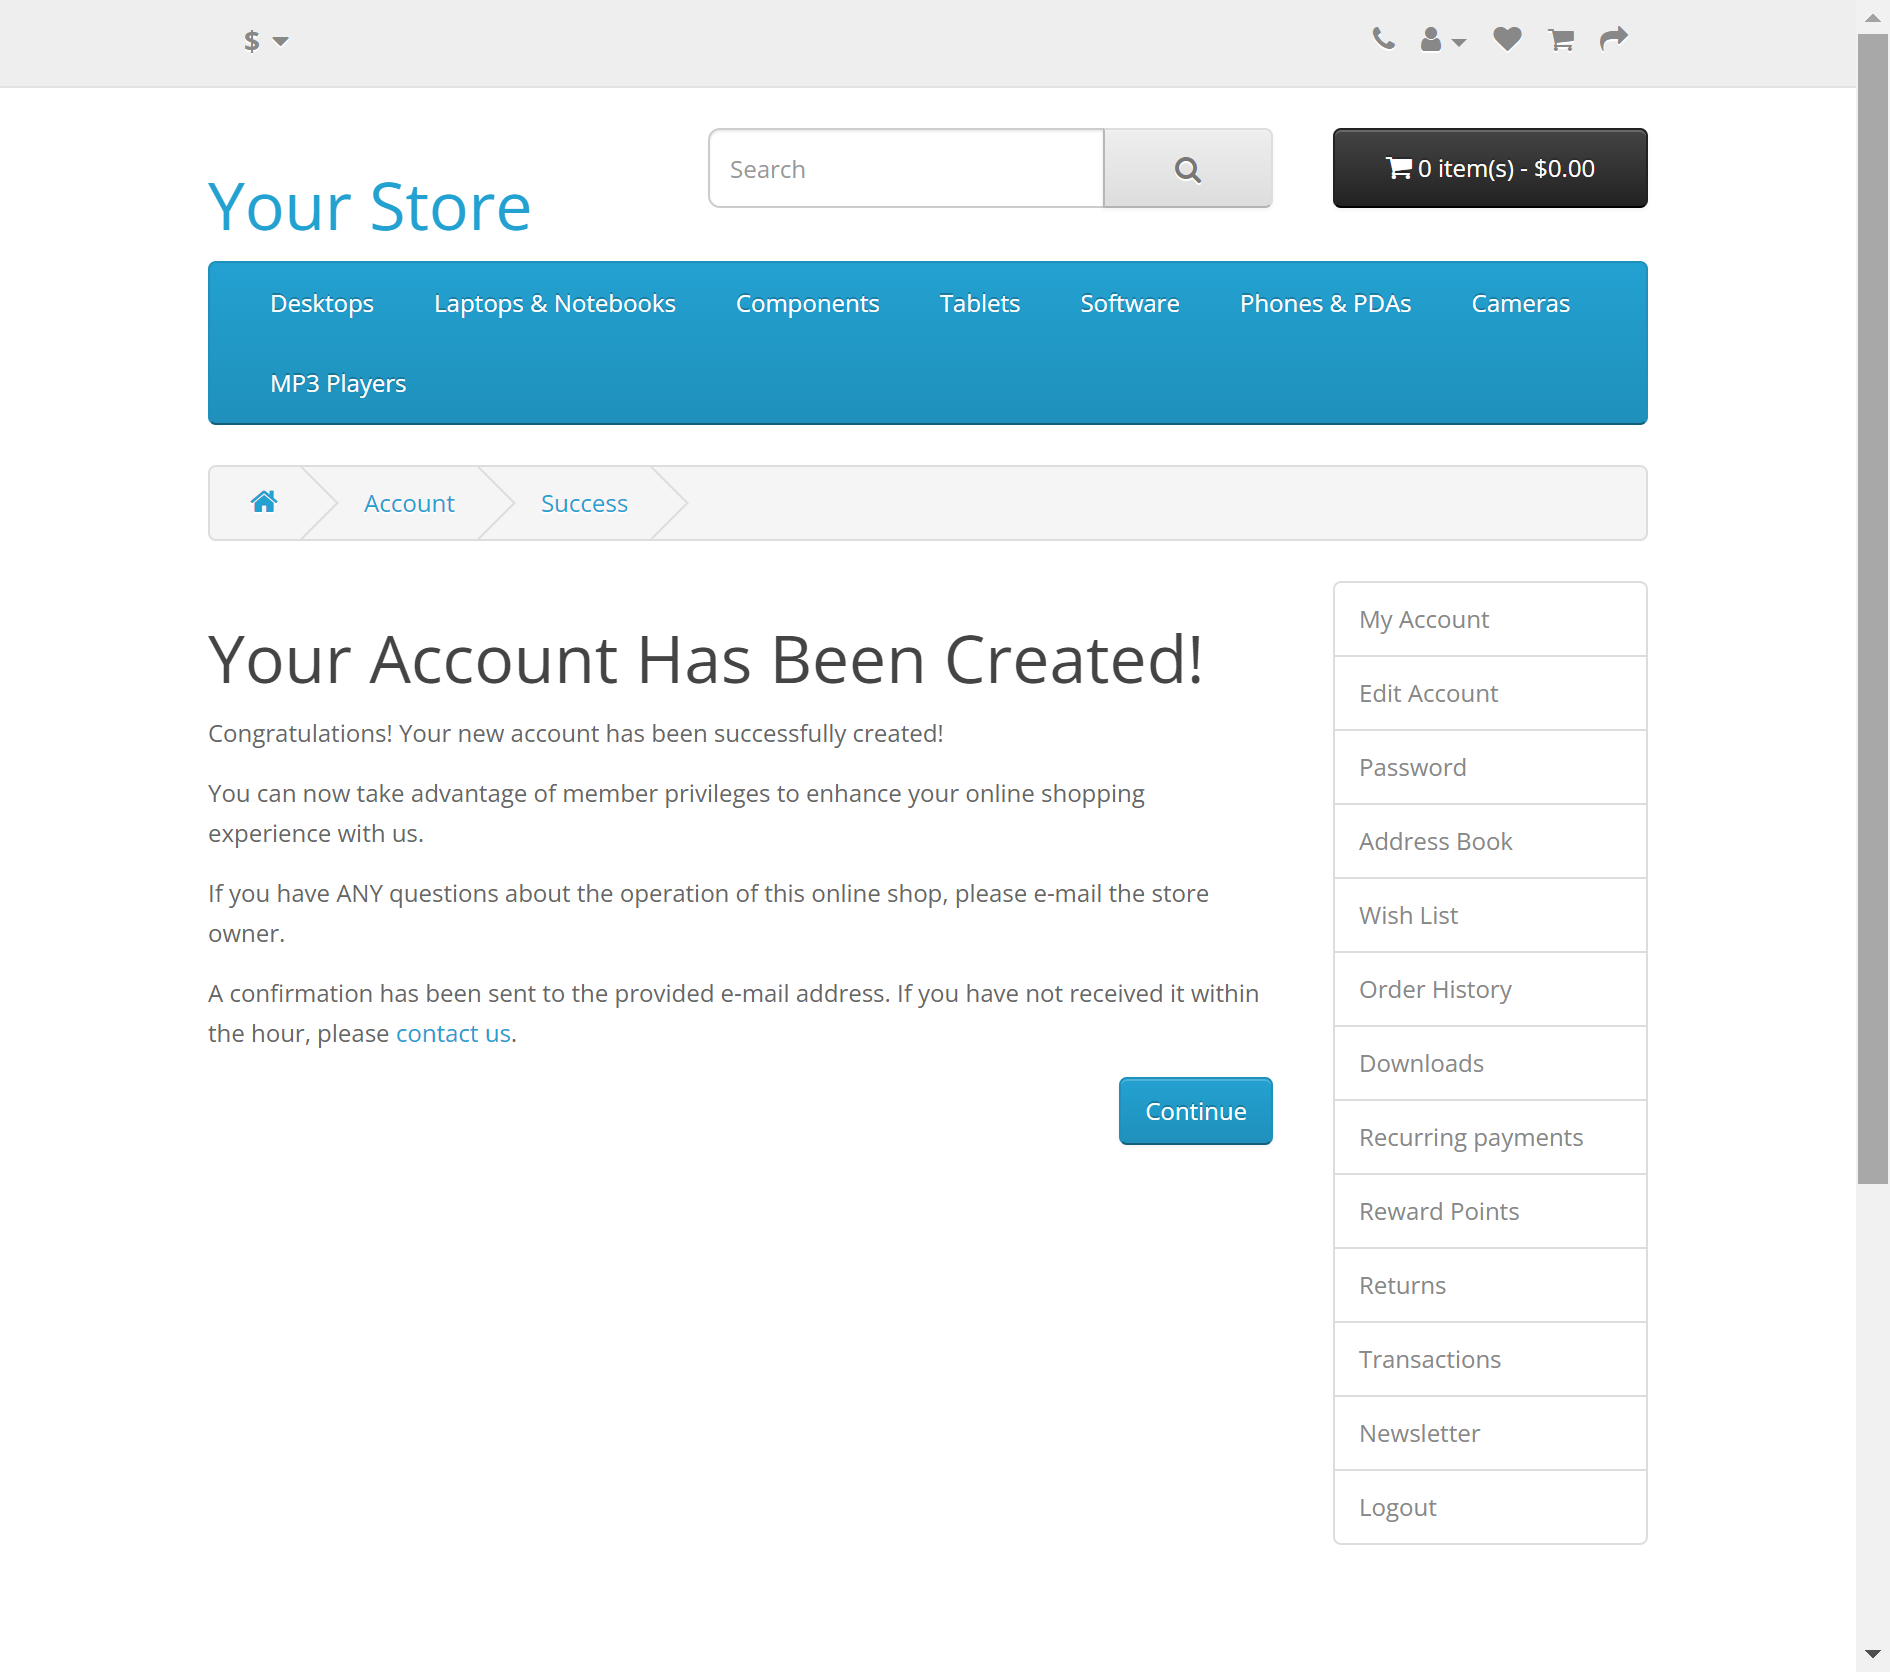 $
Search
0 item(s) - $0.00
Your Store
Desktops
Laptops & Notebooks
Components
Tablets
Software
Phones & PDAs
Cameras
MP3 Players
Account
Success
Your Account Has Been Created!
Congratulations! Your new account has been successfully created!
You can now take advantage of member privileges to enhance your online shopping
experience with us.
If you have ANY questions about the operation of this online shop, please e-mail the store
owner.
A confirmation has been sent to the provided e-mail address. If you have not received it within
the hour, please contact us.
Continue
My Account
Edit Account
Password
Address Book
Wish List
Order History
Downloads
Recurring payments
Reward Points
Returns
Transactions
Newsletter
Logout